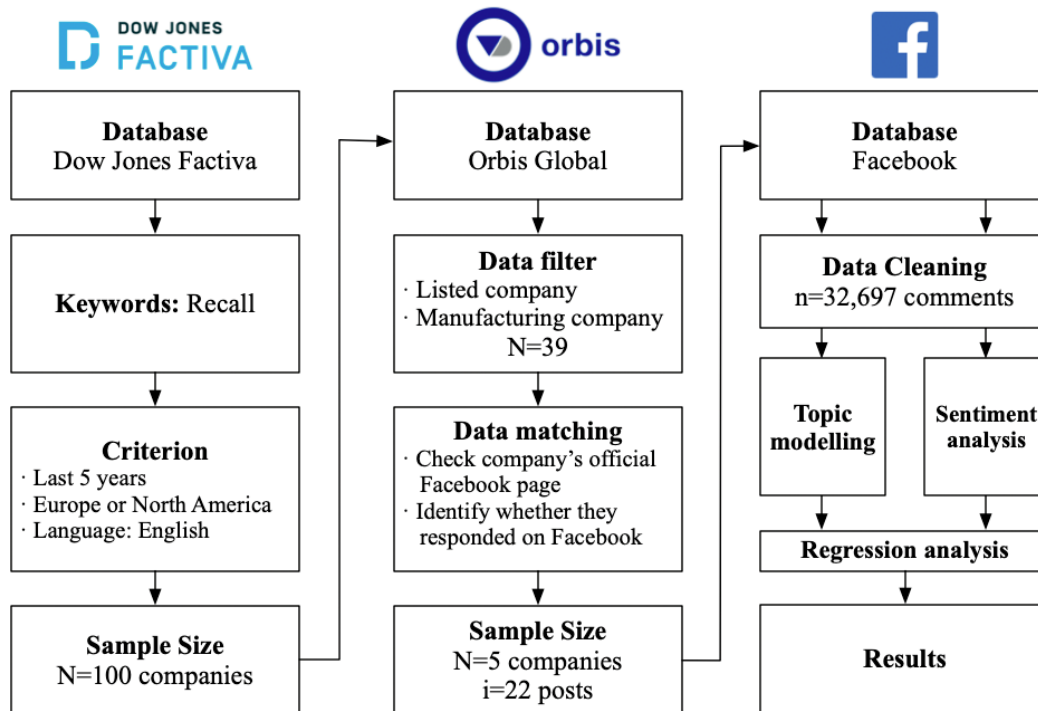 DOW JONES
FACTIVA
Database
Dow Jones Factiva
Keywords: Recall
Criterion
· Last 5 years
· Europe or North America
· Language: English
Sample Size
N=100 companies
orbis
Database
Orbis Global
Data filter
· Listed company
· Manufacturing company
N=39
Data matching
· Check company's official
Facebook page
· Identify whether they
responded on Facebook
Sample Size
N=5 companies
i=22 posts
f
Database
Facebook
Data Cleaning
n=32,697 comments
Topic
modelling
Sentiment
analysis
Regression analysis
Results